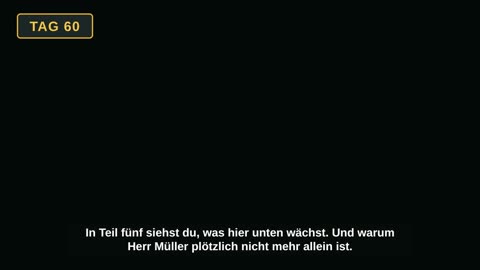 TAG 60
In Teil fünf siehst du, was hier unten wächst. Und warum
Herr Müller plötzlich nicht mehr allein ist.